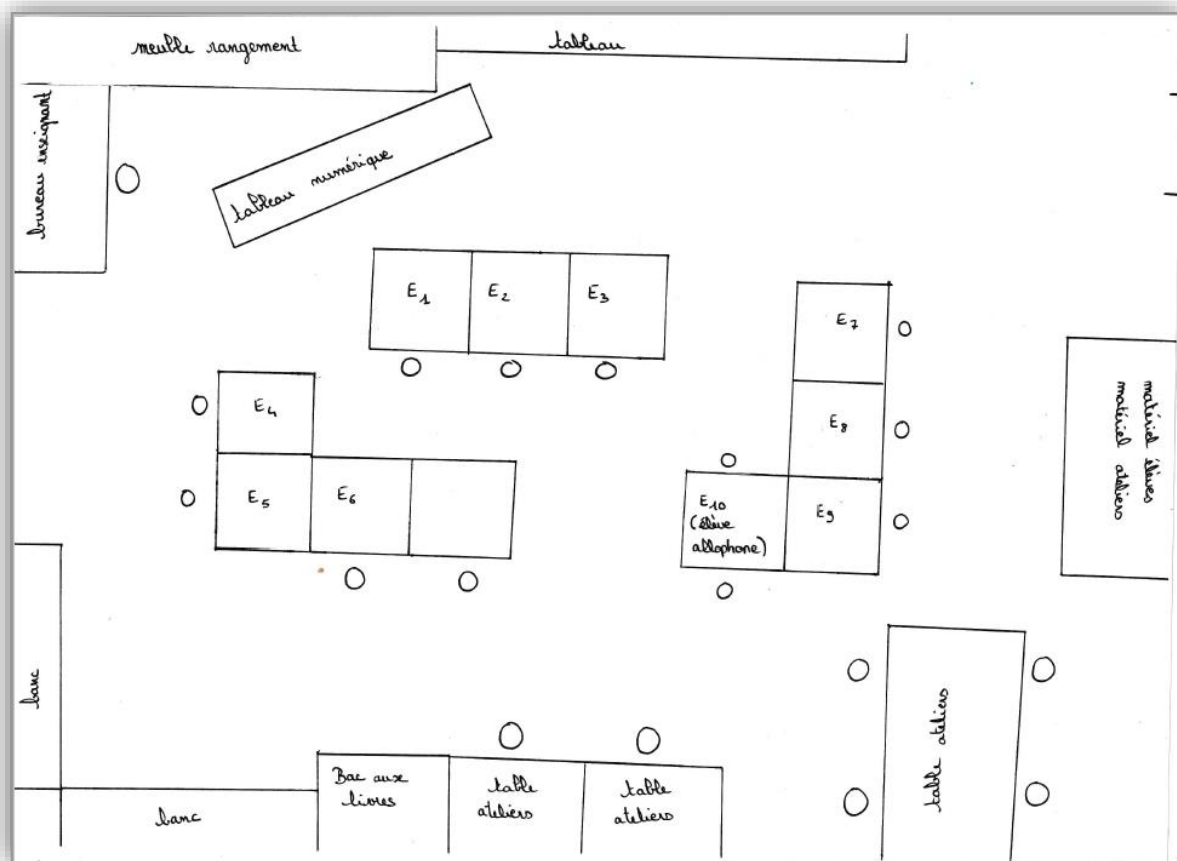 meuble rangement
tableau
bureau enseignant
tableau numérique
E1
E2
E3
E7
E4
E8
E5
E6
E10
(élève
allophone)
E9
matériel élèves
matériel ateliers
banc
banc
Bac aux
livres
table
ateliers
table
ateliers
table ateliers